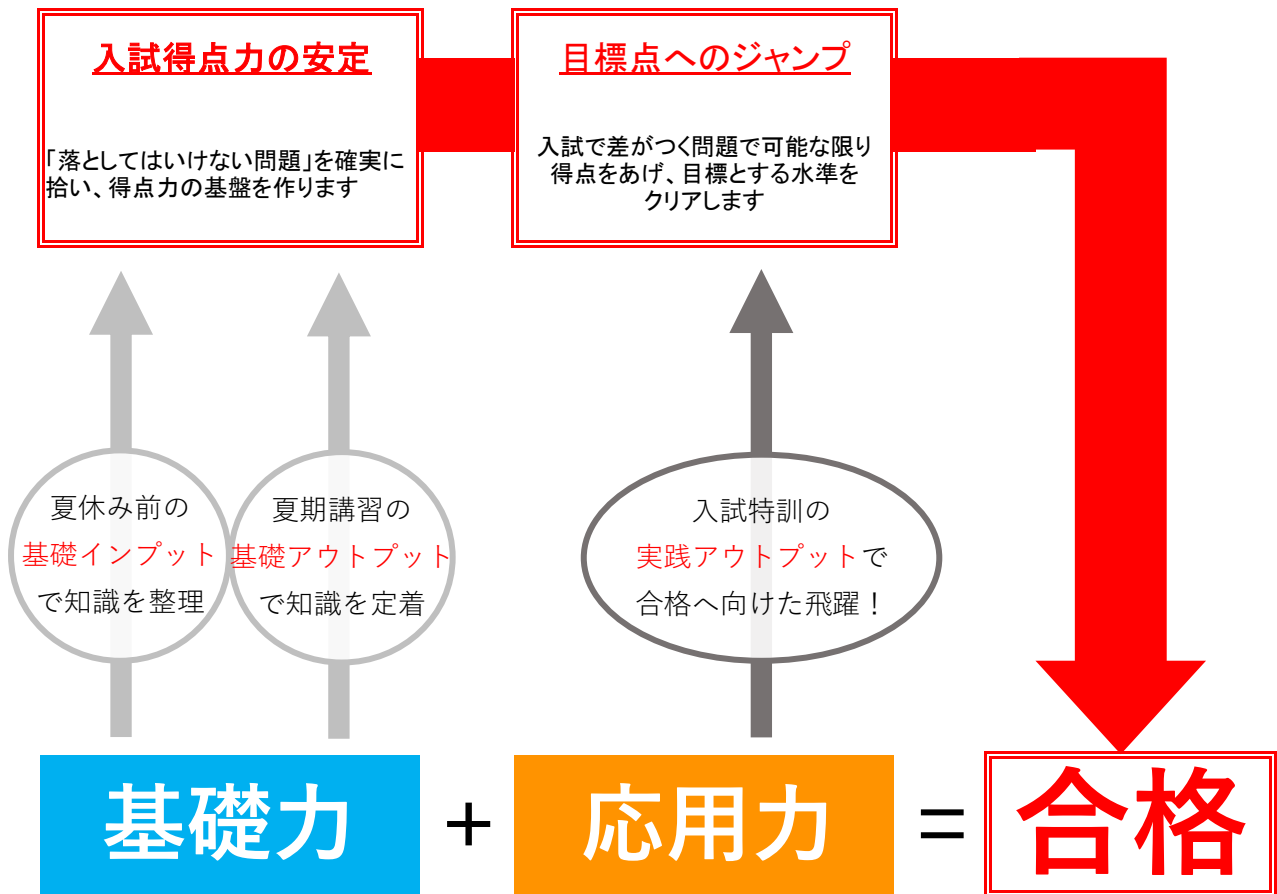 入試得点力の安定
「落としてはいけない問題」を確実に
拾い、得点力の基盤を作ります
目標点へのジャンプ
入試で差がつく問題で可能な限り
得点をあげ、目標とする水準を
クリアします
夏休み前の
基礎インプット
で知識を整理
夏期講習の
基礎アウトプット
で知識を定着
入試特訓の
実践アウトプットで
合格へ向けた飛躍！
基礎力
+
応用力
=
合格